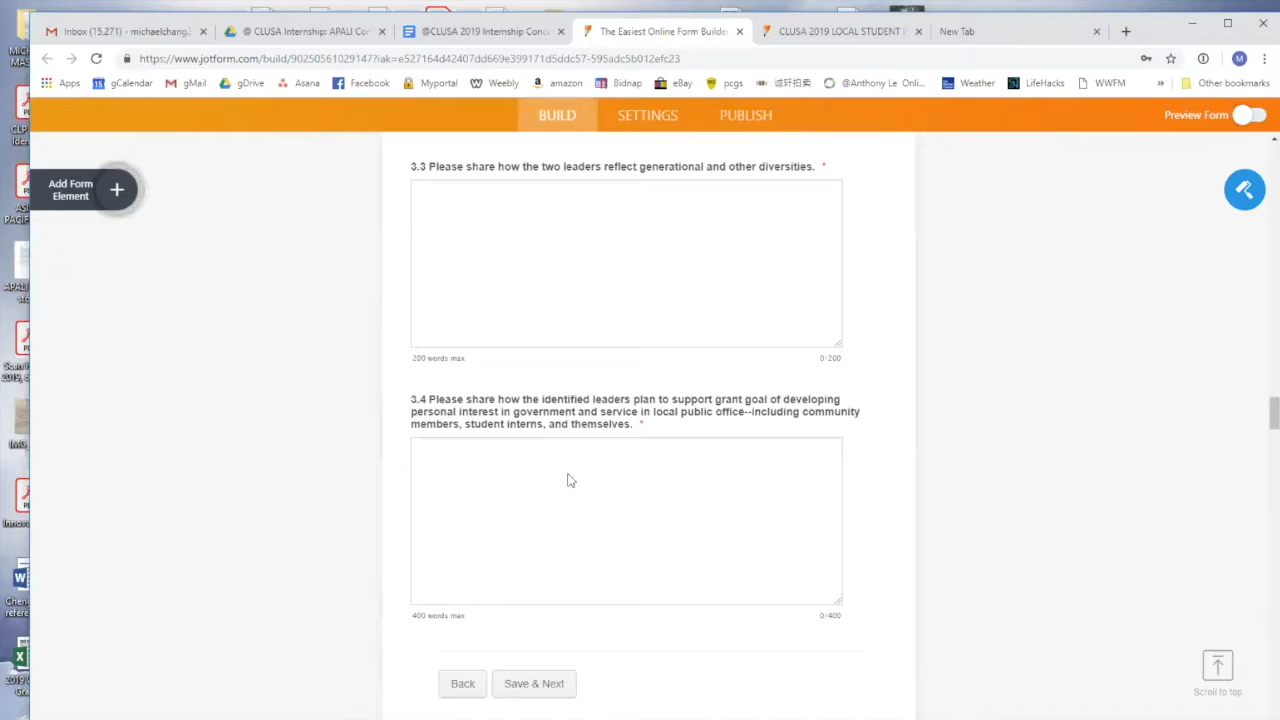 Inbox (15,271) - michaelchang
@ CLUSA Internship: APALI Co
@CLUSA 2019 Internship Conc
The Easiest Online Form Builder
CLUSA 2019 LOCAL STUDENT
New Tab
https://www.jotform.com/build/90250561029147?iak=e527164d42407dd669e399171d5ddc57-595adc5b012efc23
Apps gCalendar gMail gDrive Asana Facebook Myportal Weebly amazon Bidnap eBay pcgs 诚轩拍卖 @Anthony Le Onli... Weather LifeHacks WWFM » Other bookmarks
BUILD SETTINGS PUBLISH
Preview Form
Add Form
Element
3.3 Please share how the two leaders reflect generational and other diversities. *
200 words max 0/200
3.4 Please share how the identified leaders plan to support grant goal of developing
personal interest in government and service in local public office--including community
members, student interns, and themselves. *
400 words max 0/400
Back Save & Next
Scroll to top